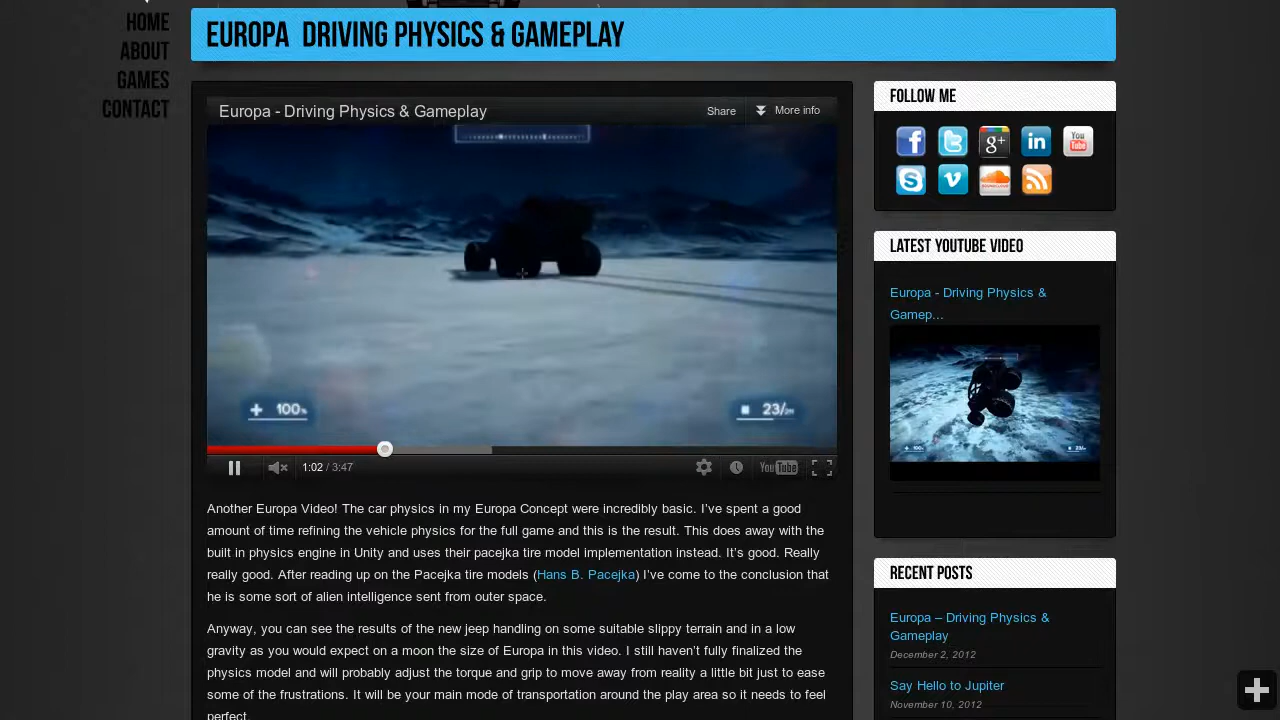 HOME
ABOUT
GAMES
CONTACT
EUROPA DRIVING PHYSICS & GAMEPLAY
Europa - Driving Physics & Gameplay
Share
More info
100%
23/
1:02 / 3:47
YouTube
Another Europa Video! The car physics in my Europa Concept were incredibly basic. I've spent a good
amount of time refining the vehicle physics for the full game and this is the result. This does away with the
built in physics engine in Unity and uses their pacejka tire model implementation instead. It's good. Really
really good. After reading up on the Pacejka tire models (Hans B. Pacejka) I've come to the conclusion that
he is some sort of alien intelligence sent from outer space.
Anyway, you can see the results of the new jeep handling on some suitable slippy terrain and in a low
gravity as you would expect on a moon the size of Europa in this video. I still haven't fully finalized the
physics model and will probably adjust the torque and grip to move away from reality a little bit just to ease
some of the frustrations. It will be your main mode of transportation around the play area so it needs to feel
perfect.
FOLLOW ME
You
Tube
LATEST YOUTUBE VIDEO
Europa - Driving Physics &
Gamep...
RECENT POSTS
Europa – Driving Physics &
Gameplay
December 2, 2012
Say Hello to Jupiter
November 10, 2012